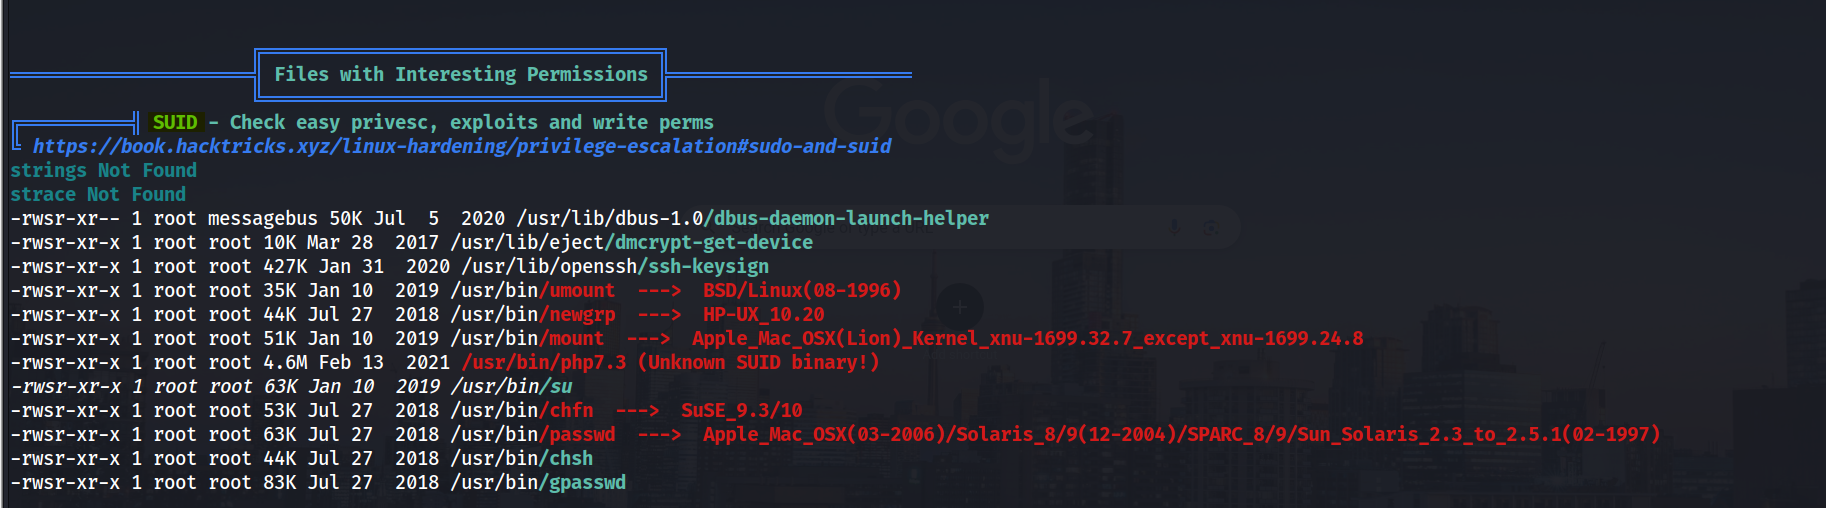 Files with Interesting Permissions
SUID - Check easy privesc, exploits and write perms
https://book.hacktricks.xyz/linux-hardening/privilege-escalation#sudo-and-suid
strings Not Found
strace Not Found
-rwsr-xr-- 1 root messagebus 50K Jul  5  2020 /usr/lib/dbus-1.0/dbus-daemon-launch-helper
-rwsr-xr-x 1 root root 10K Mar 28  2017 /usr/lib/eject/dmcrypt-get-device
-rwsr-xr-x 1 root root 427K Jan 31  2020 /usr/lib/openssh/ssh-keysign
-rwsr-xr-x 1 root root 35K Jan 10  2019 /usr/bin/umount  --->  BSD/Linux(08-1996)
-rwsr-xr-x 1 root root 44K Jul 27  2018 /usr/bin/newgrp  --->  HP-UX_10.20
-rwsr-xr-x 1 root root 51K Jan 10  2019 /usr/bin/mount  --->  Apple_Mac_OSX(Lion)_Kernel_xnu-1699.32.7_except_xnu-1699.24.8
-rwsr-xr-x 1 root root 4.6M Feb 13  2021 /usr/bin/php7.3 (Unknown SUID binary!)
-rwsr-xr-x 1 root root 63K Jan 10  2019 /usr/bin/su
-rwsr-xr-x 1 root root 53K Jul 27  2018 /usr/bin/chfn  --->  SuSE_9.3/10
-rwsr-xr-x 1 root root 63K Jul 27  2018 /usr/bin/passwd  --->  Apple_Mac_OSX(03-2006)/Solaris_8/9(12-2004)/SPARC_8/9/Sun_Solaris_2.3_to_2.5.1(02-1997)
-rwsr-xr-x 1 root root 44K Jul 27  2018 /usr/bin/chsh
-rwsr-xr-x 1 root root 83K Jul 27  2018 /usr/bin/gpasswd
Google